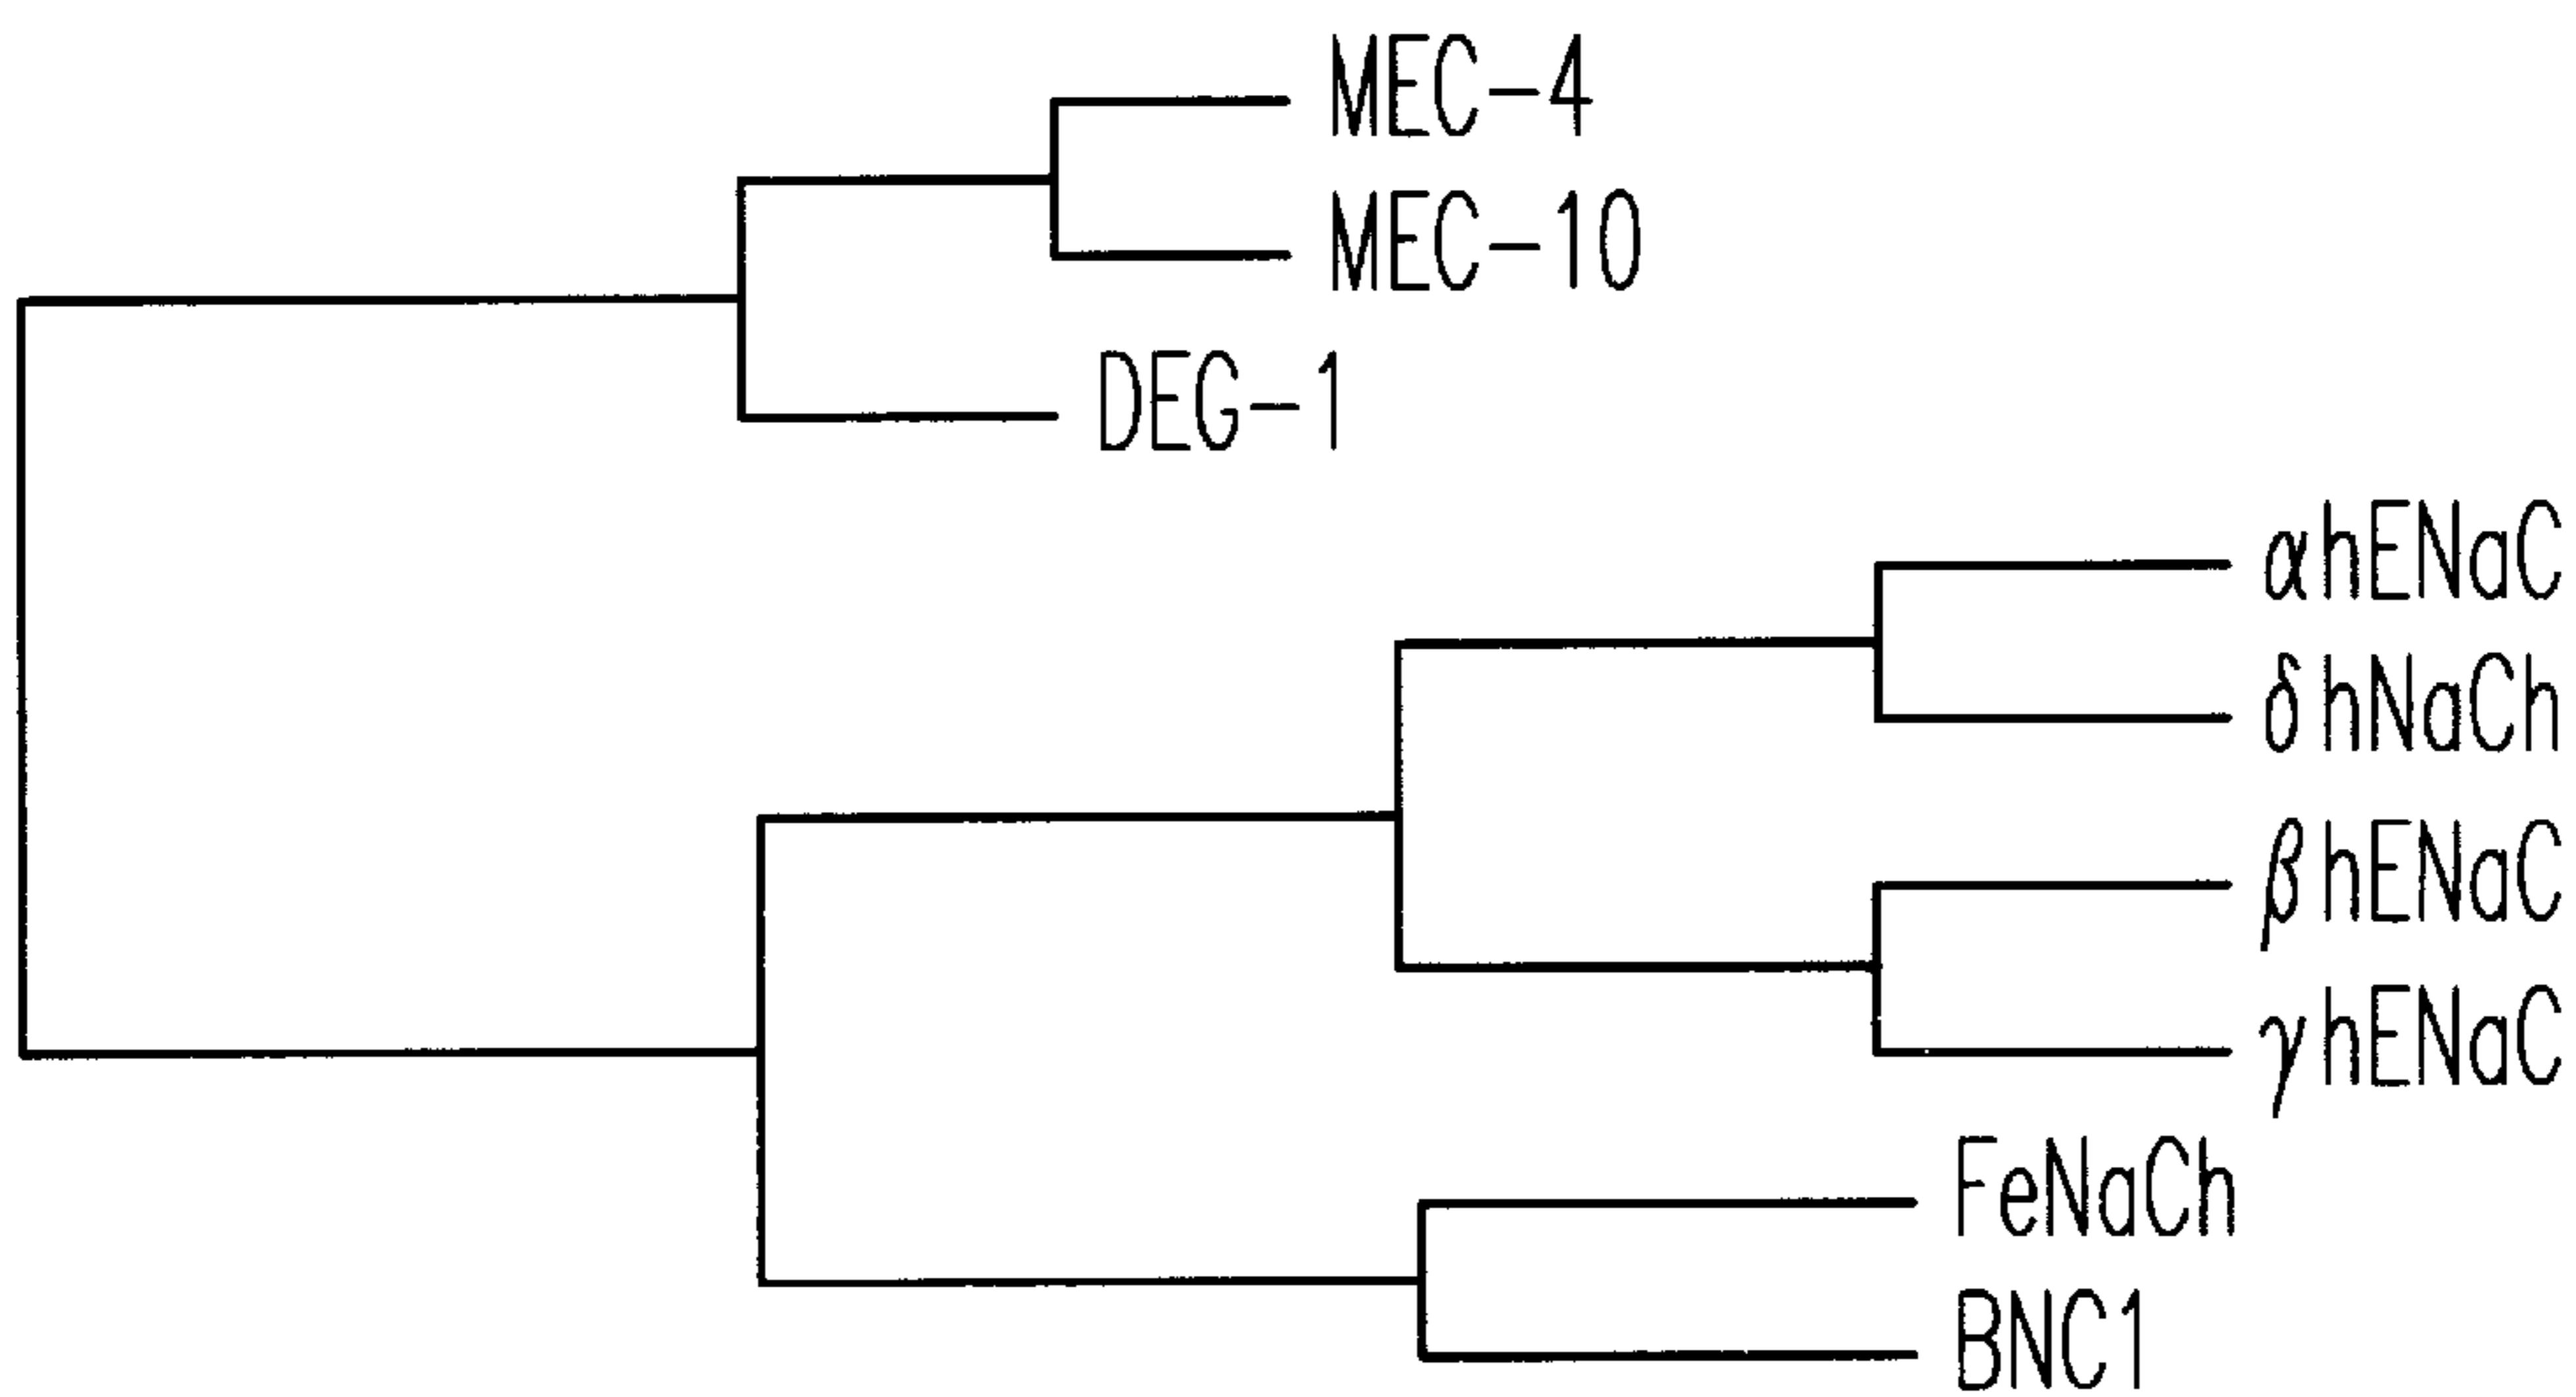 MEC-4
MEC-10
DEG-1
αhENaC
δhNaCh
βhENaC
γhENaC
FeNaCh
BNC1